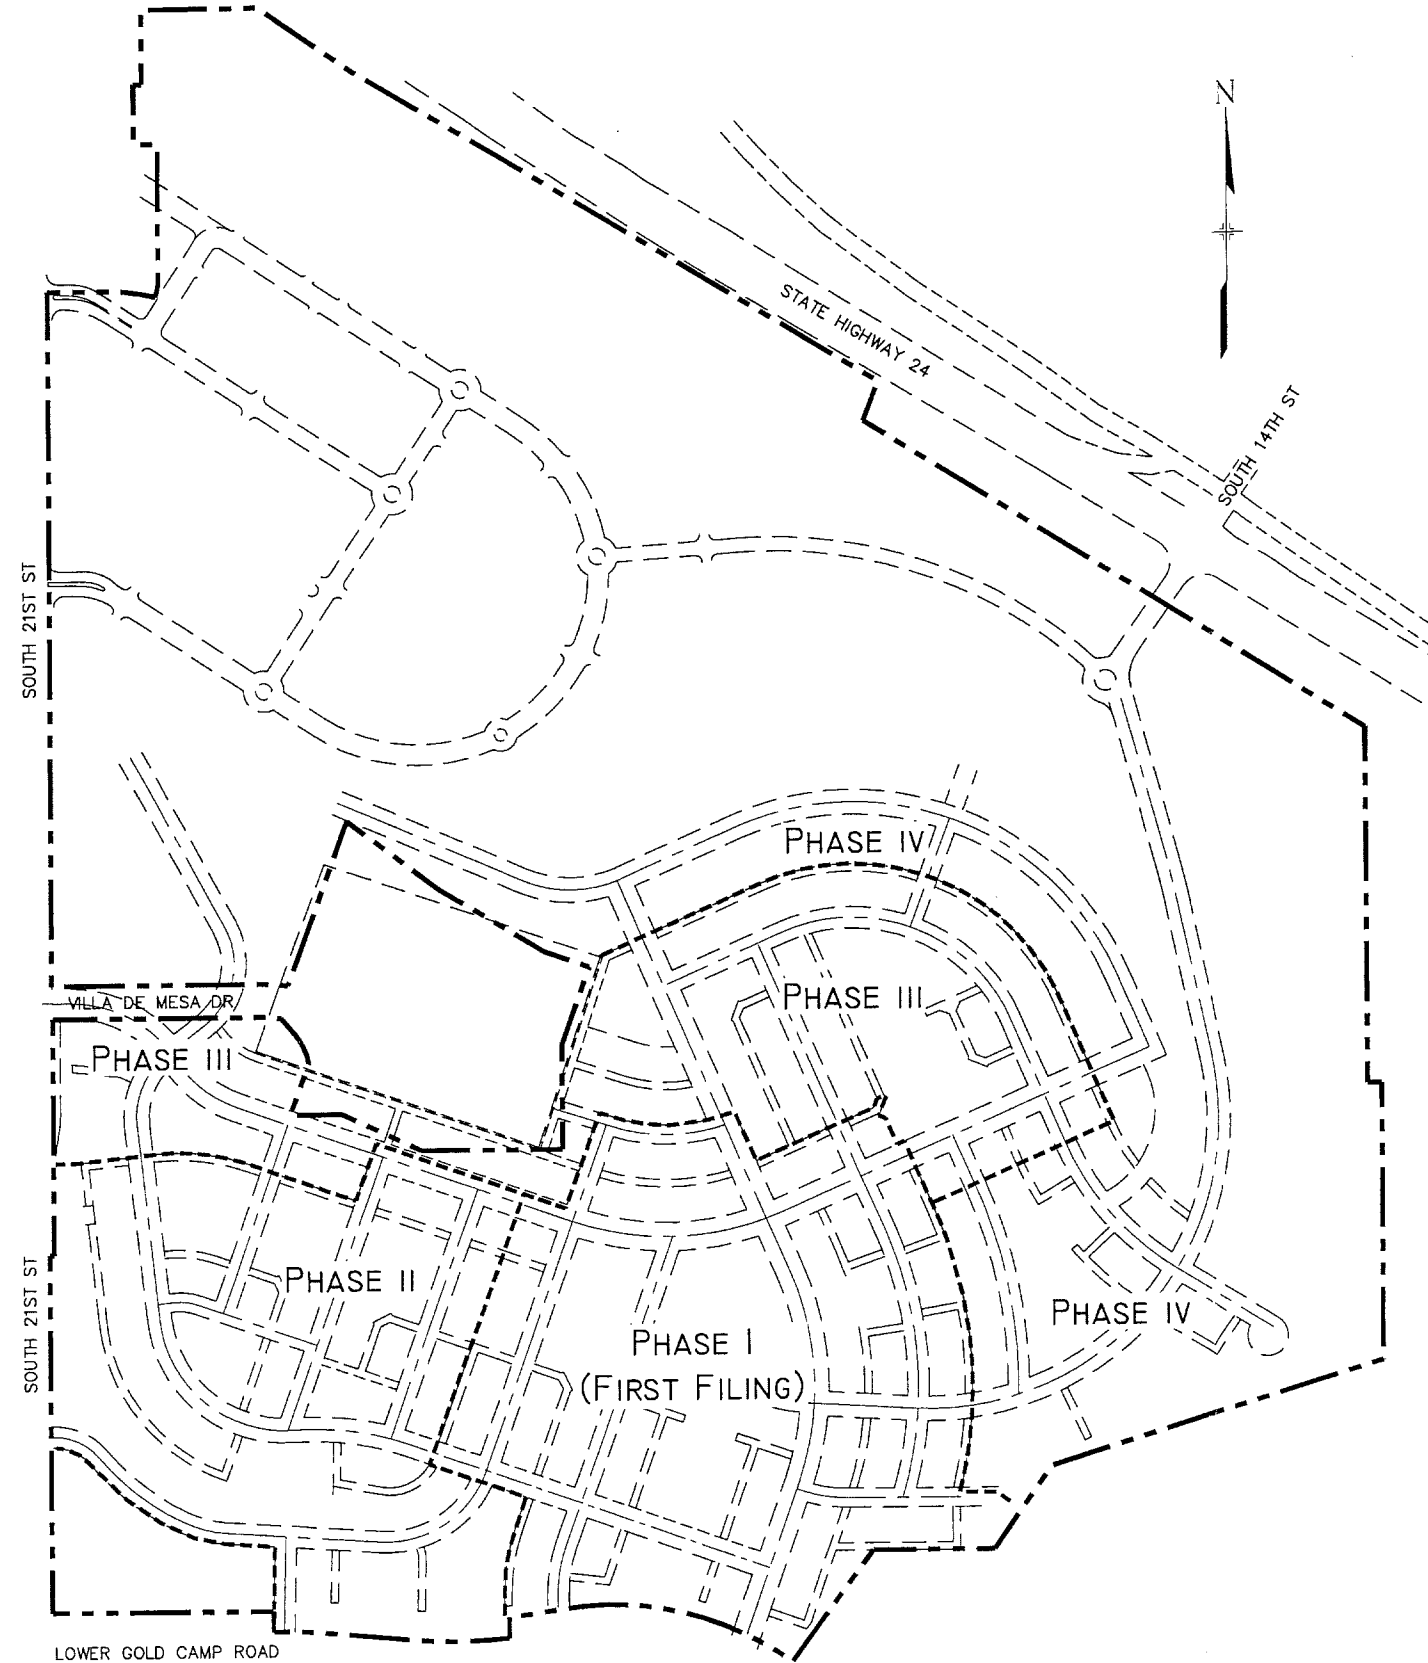 N
STATE HIGHWAY 24
SOUTH 14TH ST
SOUTH 21ST ST
PHASE IV
VILLA DE MESA DR
PHASE III
PHASE III
SOUTH 21ST ST
PHASE II
PHASE IV
PHASE I
(FIRST FILING)
LOWER GOLD CAMP ROAD